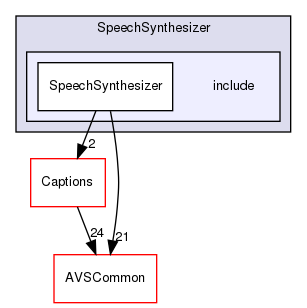 SpeechSynthesizer
SpeechSynthesizer
include
2
Captions
24
21
AVSCommon